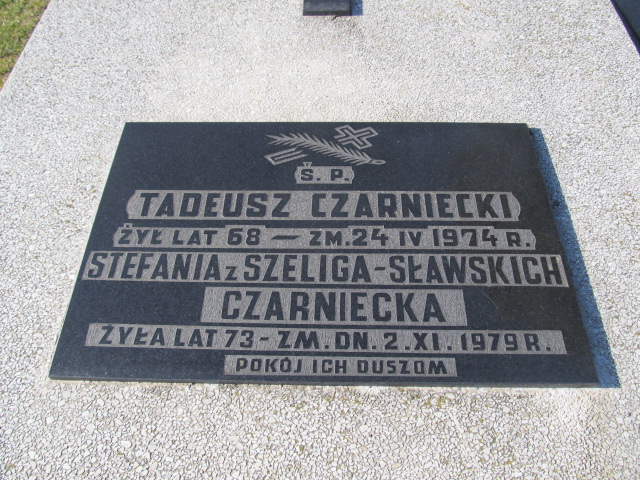 Ś. P.
TADEUSZ CZARNIECKI
ŻYŁ LAT 68 — ZM. 24 IV 1974 R.
STEFANIA z SZELIGA-SŁAWSKICH
CZARNIECKA
ŻYŁA LAT 73 - ZM. DN. 2. XI. 1979 R.
POKÓJ ICH DUSZOM